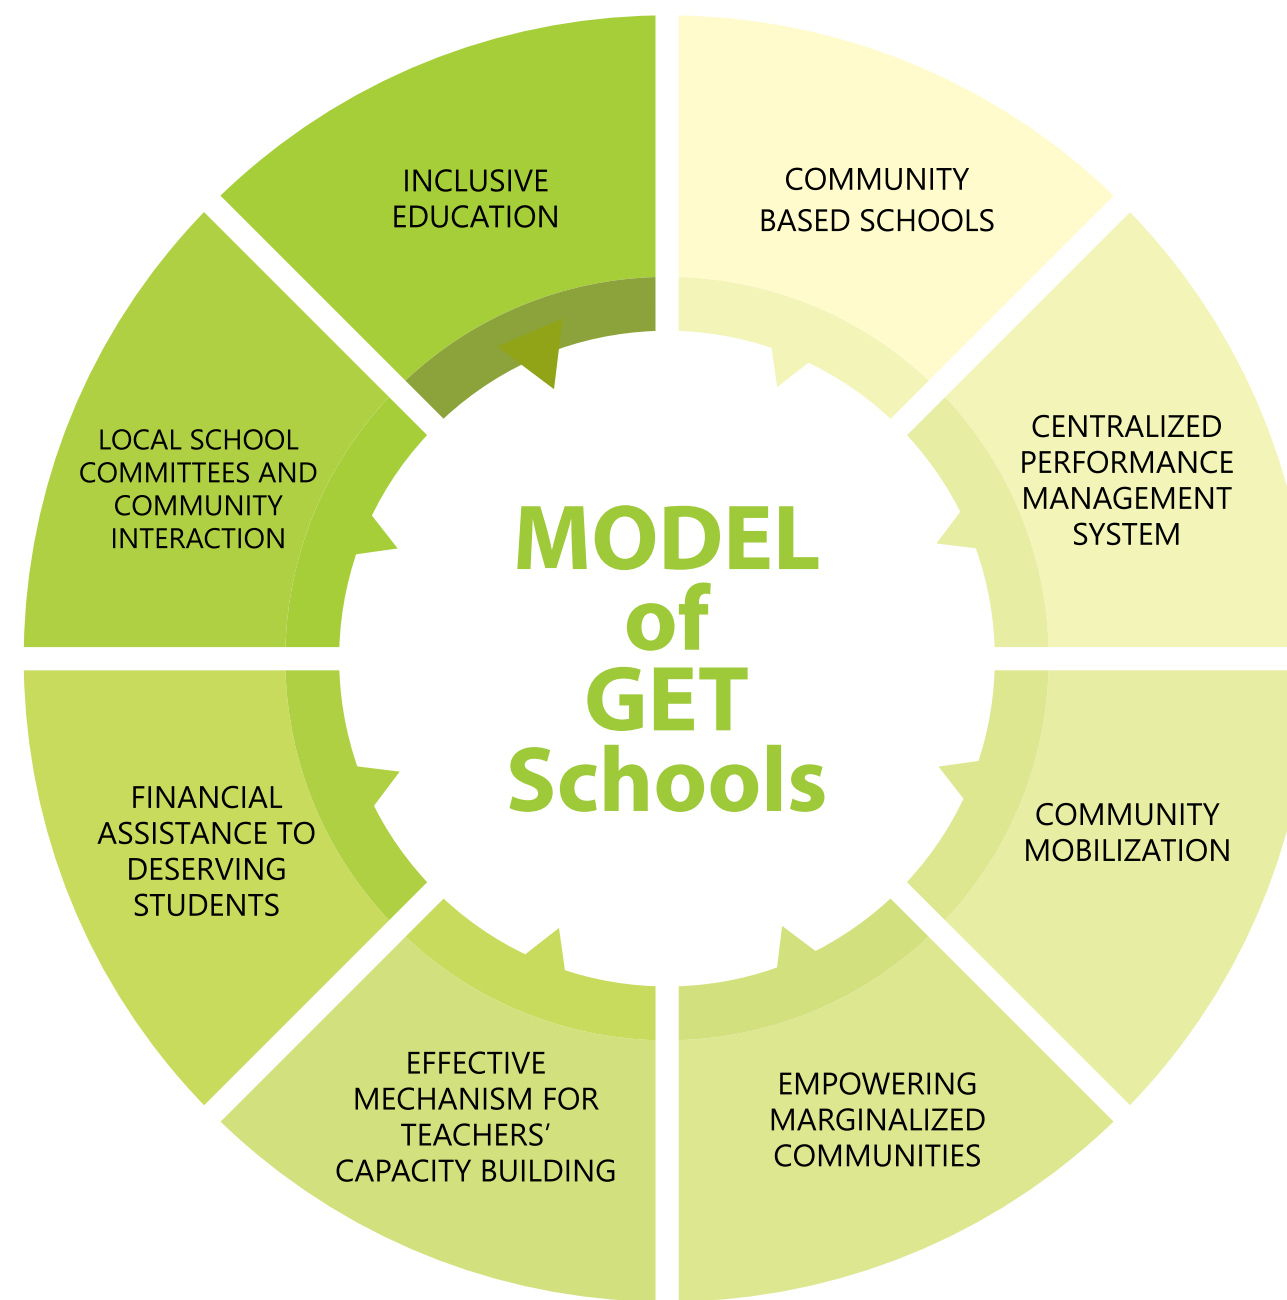 INCLUSIVE
EDUCATION
COMMUNITY
BASED SCHOOLS
CENTRALIZED
PERFORMANCE
MANAGEMENT
SYSTEM
COMMUNITY
MOBILIZATION
EMPOWERING
MARGINALIZED
COMMUNITIES
EFFECTIVE
MECHANISM FOR
TEACHERS’
CAPACITY BUILDING
FINANCIAL
ASSISTANCE TO
DESERVING
STUDENTS
LOCAL SCHOOL
COMMITTEES AND
COMMUNITY
INTERACTION
MODEL
of
GET
Schools